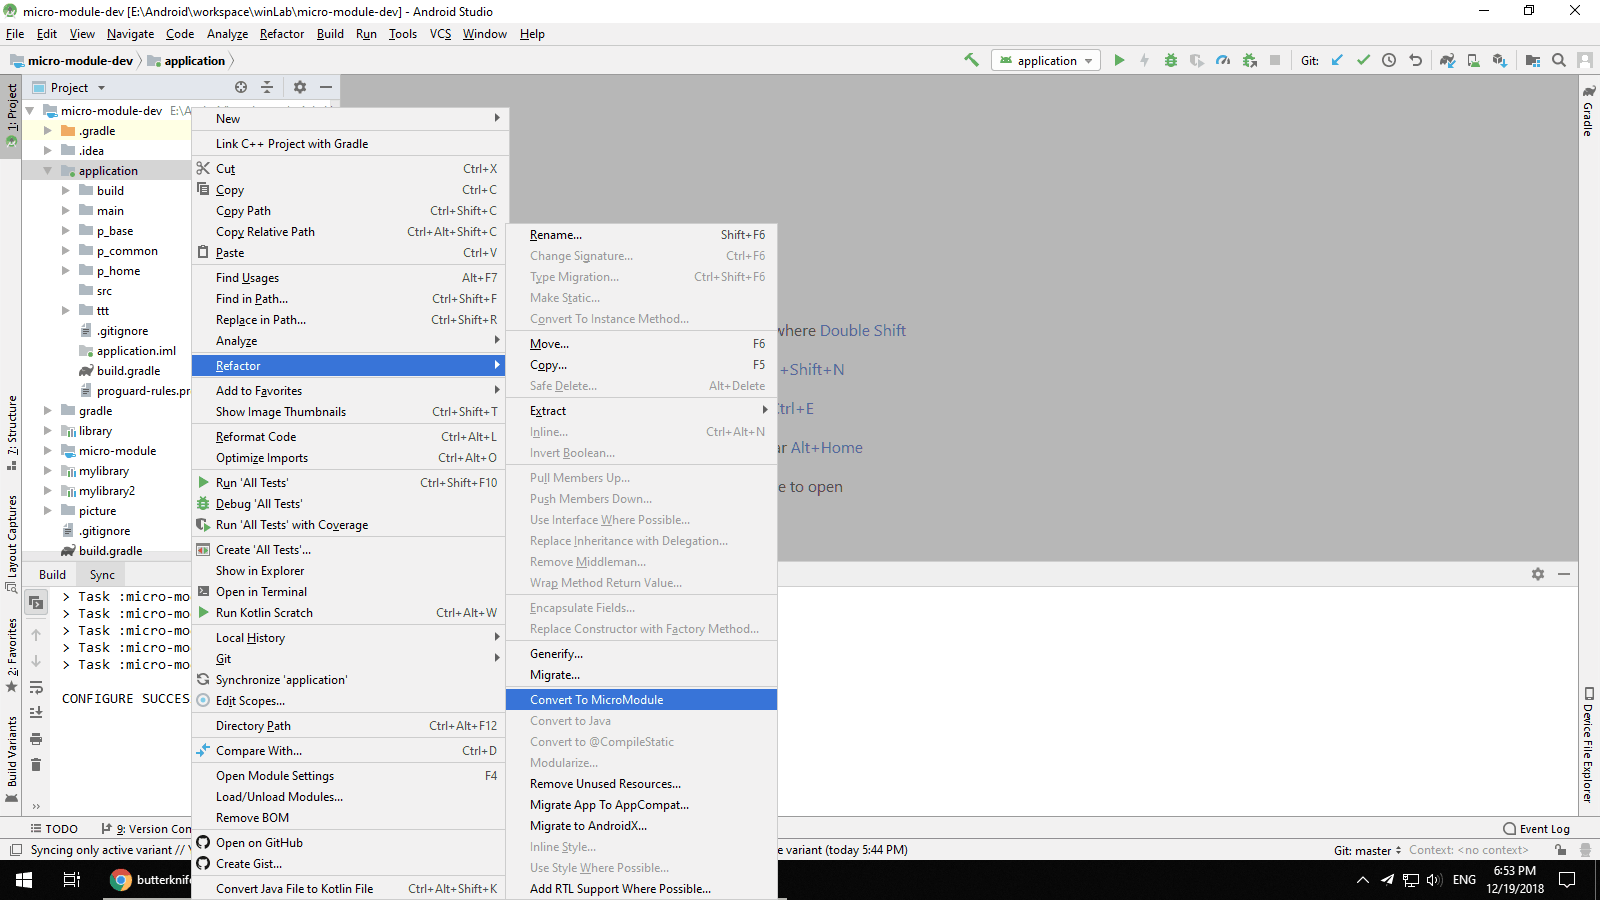 micro-module-dev [E:\Android\workspace\winLab\micro-module-dev] - Android Studio
File Edit View Navigate Code Analyze Refactor Build Run Tools VCS Window Help
micro-module-dev application application Git:
1: Project
7: Structure
Layout Captures
2: Favorites
Build Variants
Project
micro-module-dev
.gradle
.idea
application
build
main
p_base
p_common
p_home
src
ttt
.gitignore
application.iml
build.gradle
proguard-rules.pr
gradle
library
micro-module
mylibrary
mylibrary2
picture
.gitignore
build.gradle
New
Link C++ Project with Gradle
Cut Ctrl+X
Copy Ctrl+C
Copy Path Ctrl+Shift+C
Copy Relative Path Ctrl+Alt+Shift+C
Paste Ctrl+V
Find Usages Alt+F7
Find in Path... Ctrl+Shift+F
Replace in Path... Ctrl+Shift+R
Analyze
Refactor
Add to Favorites
Show Image Thumbnails Ctrl+Shift+T
Reformat Code Ctrl+Alt+L
Optimize Imports Ctrl+Alt+O
Run 'All Tests' Ctrl+Shift+F10
Debug 'All Tests'
Run 'All Tests' with Coverage
Create 'All Tests'...
Show in Explorer
Open in Terminal
Run Kotlin Scratch Ctrl+Alt+W
Local History
Git
Synchronize 'application'
Edit Scopes...
Directory Path Ctrl+Alt+F12
Compare With... Ctrl+D
Open Module Settings F4
Load/Unload Modules...
Remove BOM
Open on GitHub
Create Gist...
Convert Java File to Kotlin File Ctrl+Alt+Shift+K
Rename... Shift+F6
Change Signature... Ctrl+F6
Type Migration... Ctrl+Shift+F6
Make Static...
Convert To Instance Method...
Move... F6
Copy... F5
Safe Delete... Alt+Delete
Extract
Inline... Ctrl+Alt+N
Invert Boolean...
Pull Members Up...
Push Members Down...
Use Interface Where Possible...
Replace Inheritance with Delegation...
Remove Middleman...
Wrap Method Return Value...
Encapsulate Fields...
Replace Constructor with Factory Method...
Generify...
Migrate...
Convert To MicroModule
Convert to Java
Convert to @CompileStatic
Modularize...
Remove Unused Resources...
Migrate App To AppCompat...
Migrate to AndroidX...
Inline Style...
Use Style Where Possible...
Add RTL Support Where Possible...
where Double Shift
+Shift+N
Ctrl+E
ar Alt+Home
e to open
Gradle
Device File Explorer
Build Sync
> Task :micro-mo
> Task :micro-mo
> Task :micro-mo
> Task :micro-mo
> Task :micro-mo
CONFIGURE SUCCES
TODO 9: Version Con Event Log
Syncing only active variant // e variant (today 5:44 PM) Git: master Context: <no context>
butterknife ENG 6:53 PM
12/19/2018